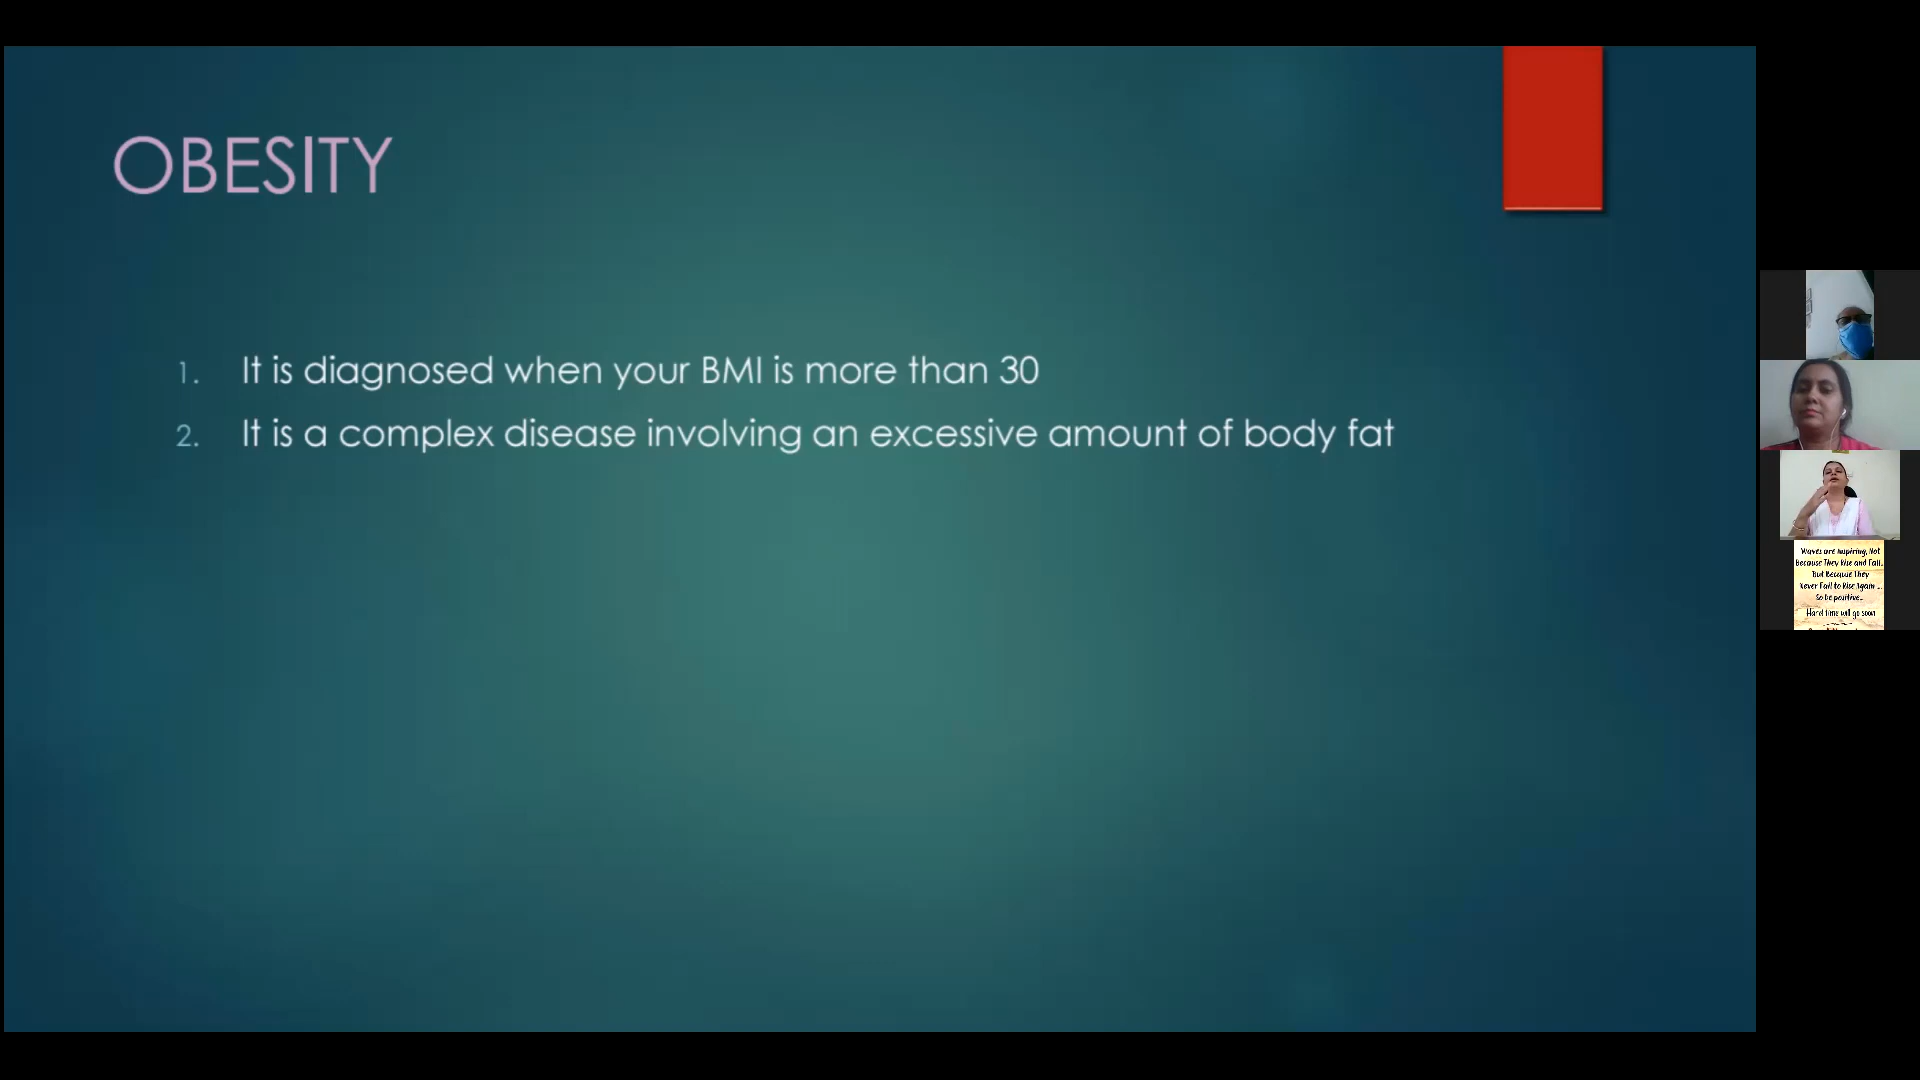 OBESITY
1. It is diagnosed when your BMI is more than 30
2. It is a complex disease involving an excessive amount of body fat
Waves are inspiring, Not
Because They Rise and Fall..
But Because They
Never Fail to Rise Again ...
So be positive..
Hard time will go soon